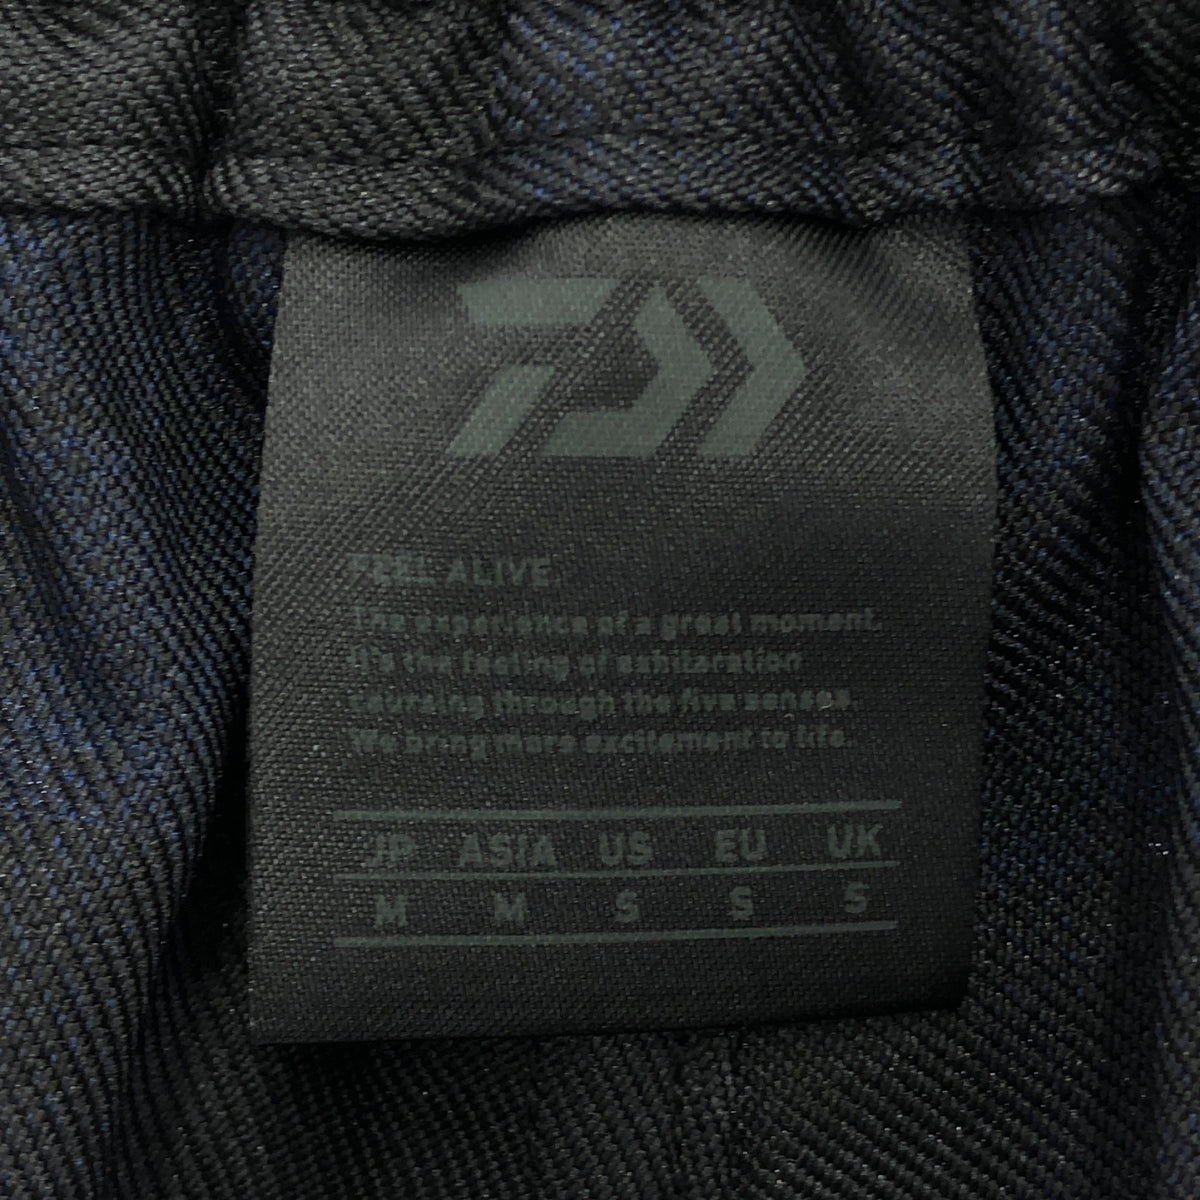 FEEL ALIVE
The experience of a great moment.
It's the feeling of exhilaration
coursing through the five senses.
We bring more excitement to life.
JP ASIA US EU UK
M M S S S